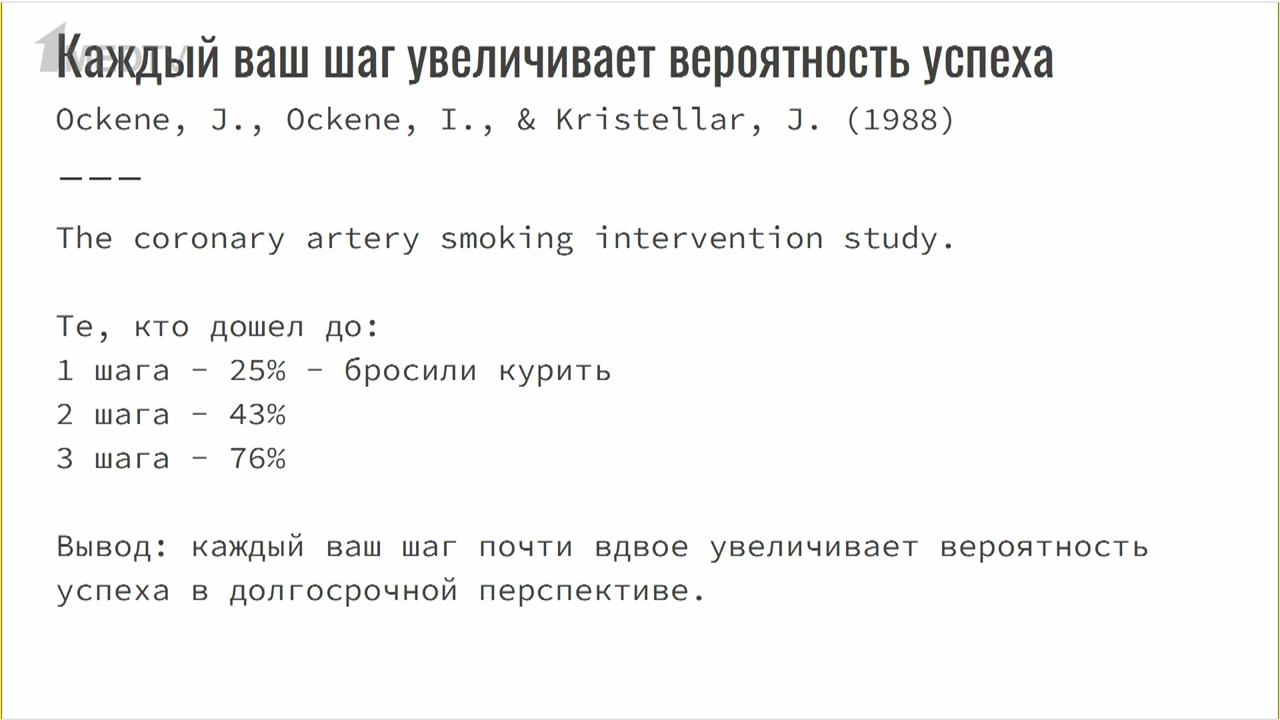 Каждый ваш шаг увеличивает вероятность успеха
Ockene, J., Ockene, I., & Kristellar, J. (1988)
———
The coronary artery smoking intervention study.
Те, кто дошел до:
1 шага - 25% - бросили курить
2 шага - 43%
3 шага - 76%
Вывод: каждый ваш шаг почти вдвое увеличивает вероятность
успеха в долгосрочной перспективе.